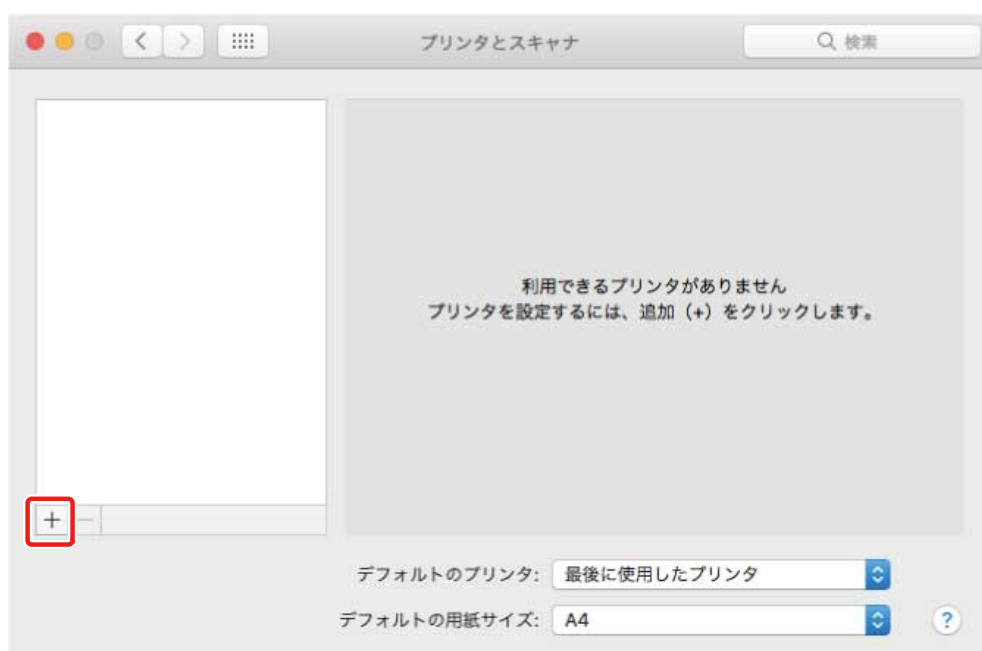 プリンタとスキャナ
検索
利用できるプリンタがありません
プリンタを設定するには、追加（+）をクリックします。
+ −
デフォルトのプリンタ: 最後に使用したプリンタ
デフォルトの用紙サイズ: A4
?